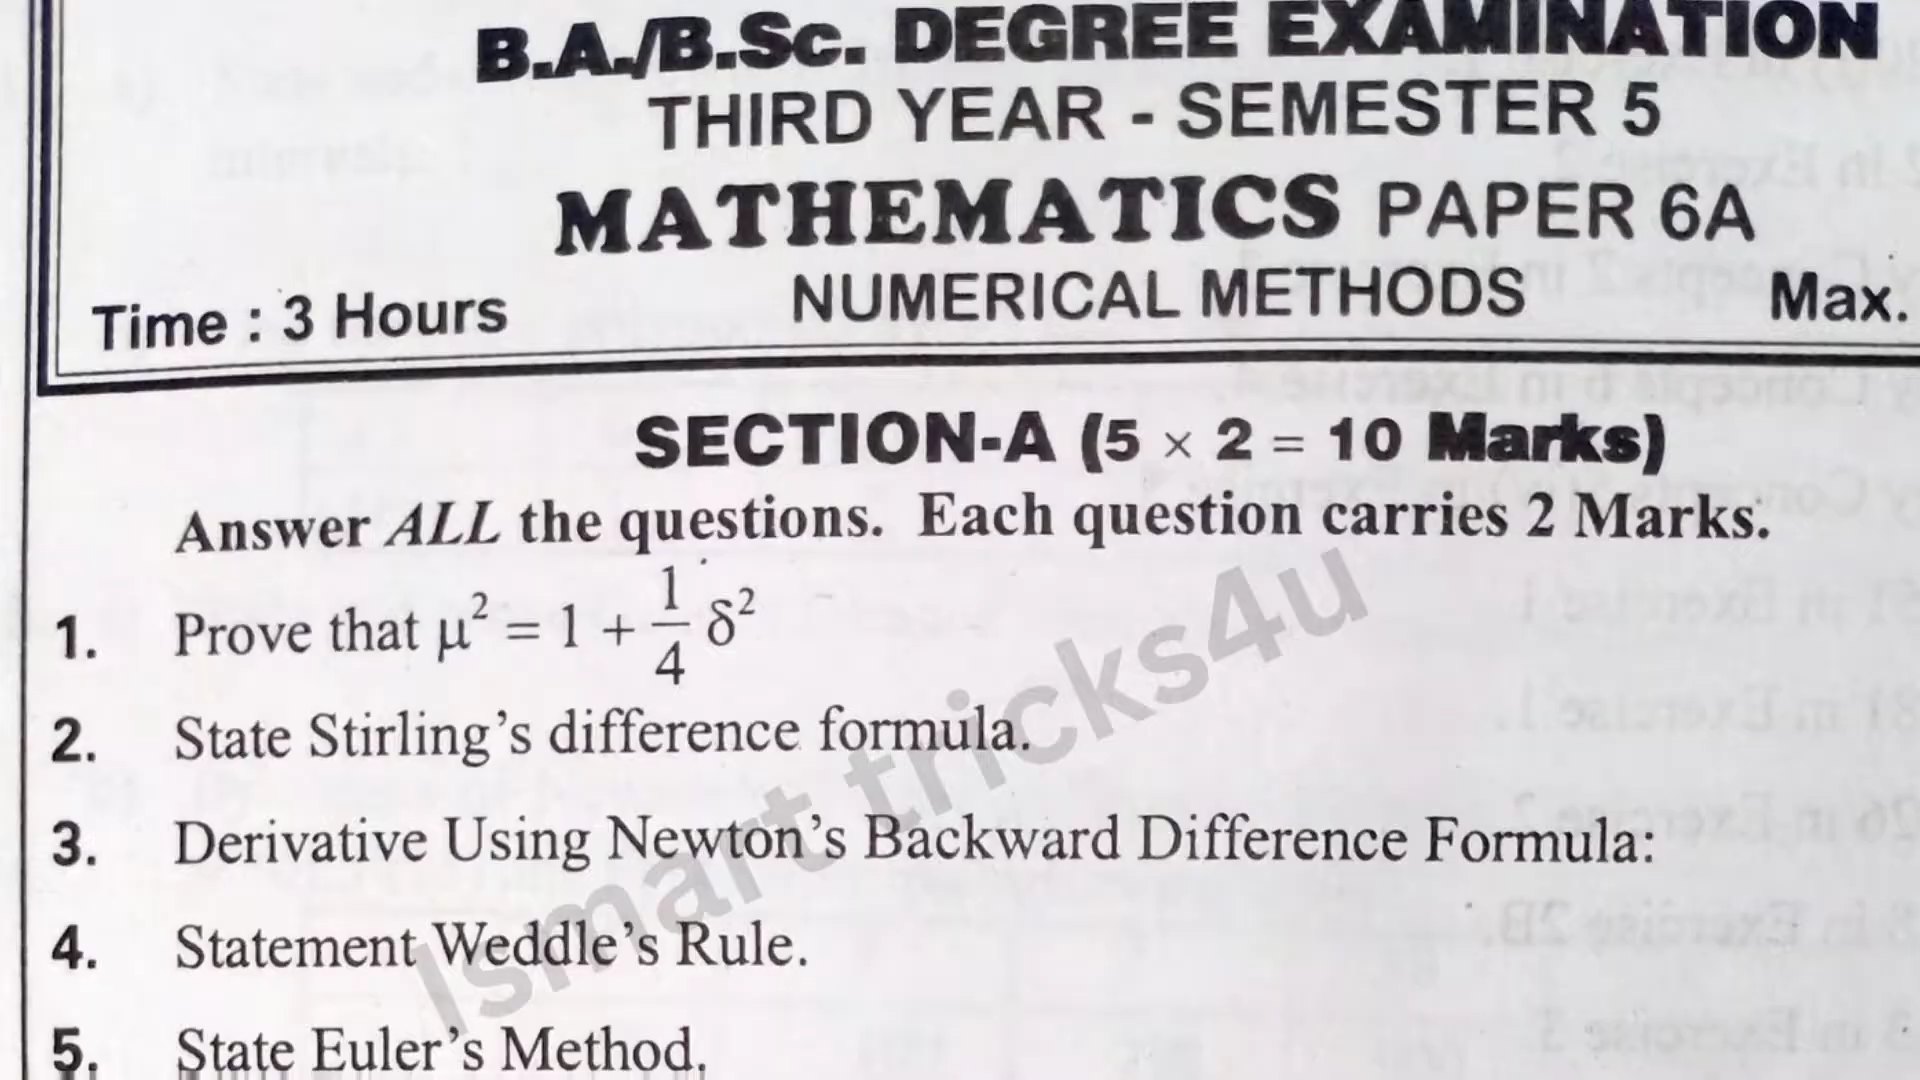 B.A./B.Sc. DEGREE EXAMINATION
THIRD YEAR - SEMESTER 5
MATHEMATICS PAPER 6A
NUMERICAL METHODS
Time : 3 Hours
Max.
SECTION-A (5 × 2 = 10 Marks)
Answer ALL the questions. Each question carries 2 Marks.
1. Prove that μ² = 1 + 1/4 δ²
2. State Stirling's difference formula.
3. Derivative Using Newton's Backward Difference Formula:
4. Statement Weddle's Rule.
5. State Euler's Method.
Ismart tricks4u